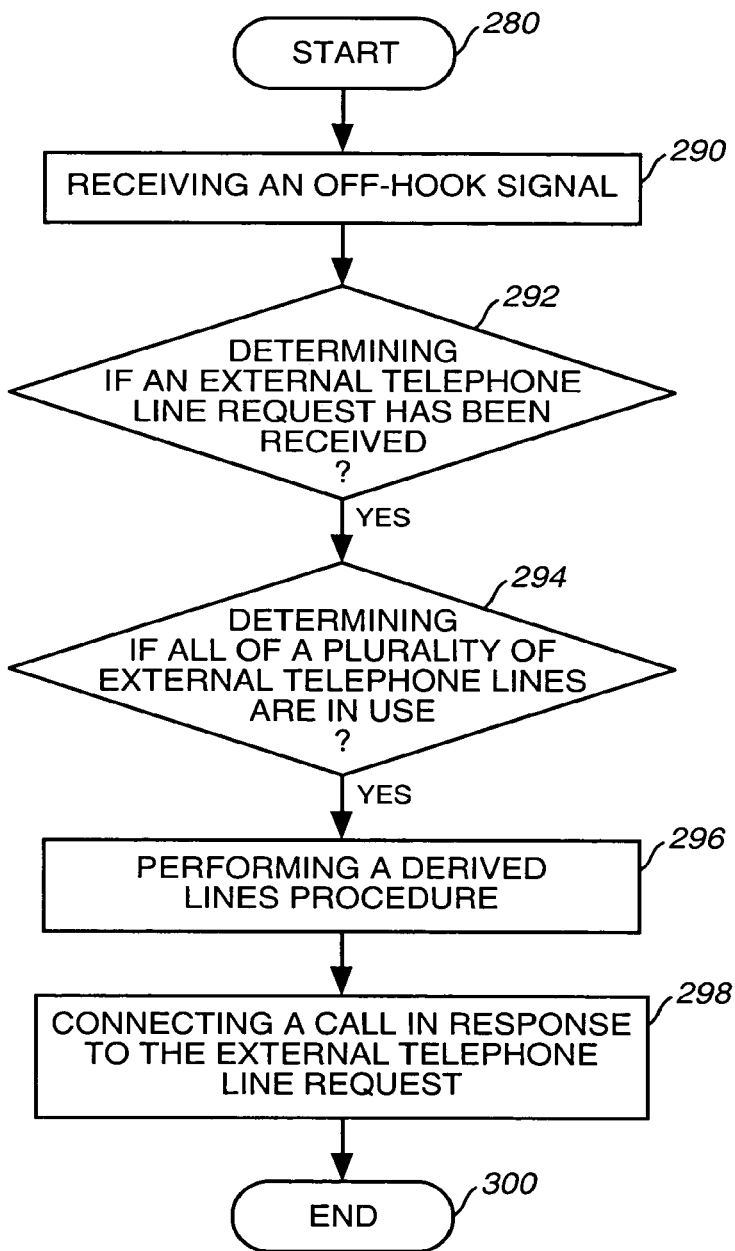 START
280
RECEIVING AN OFF-HOOK SIGNAL
290
292
DETERMINING
IF AN EXTERNAL TELEPHONE
LINE REQUEST HAS BEEN
RECEIVED
?
YES
294
DETERMINING
IF ALL OF A PLURALITY OF
EXTERNAL TELEPHONE LINES
ARE IN USE
?
YES
296
PERFORMING A DERIVED
LINES PROCEDURE
298
CONNECTING A CALL IN RESPONSE
TO THE EXTERNAL TELEPHONE
LINE REQUEST
300
END